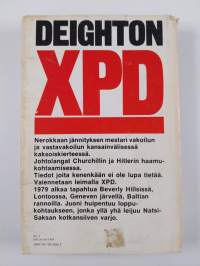 DEIGHTON
XPD
Nerokkaan jännityksen mestari vakoilun
ja vastavakoilun kansainvälisessä
kaksoiskierteessä.
Johtolangat Churchillin ja Hitlerin haamu-
kohtaamisessa.
Tiedot joita kenenkään ei ole lupa tietää.
Vaiennetaan leimalla XPD.
1979 alkaa tapahtua Beverly Hillsissä,
Lontoossa, Geneven järvellä, Baltian
rannoilla. Juoni huipentuu loppu-
kohtaukseen, jonka yllä yhä leijuu Natsi-
Saksan kotkansiiven varjo.